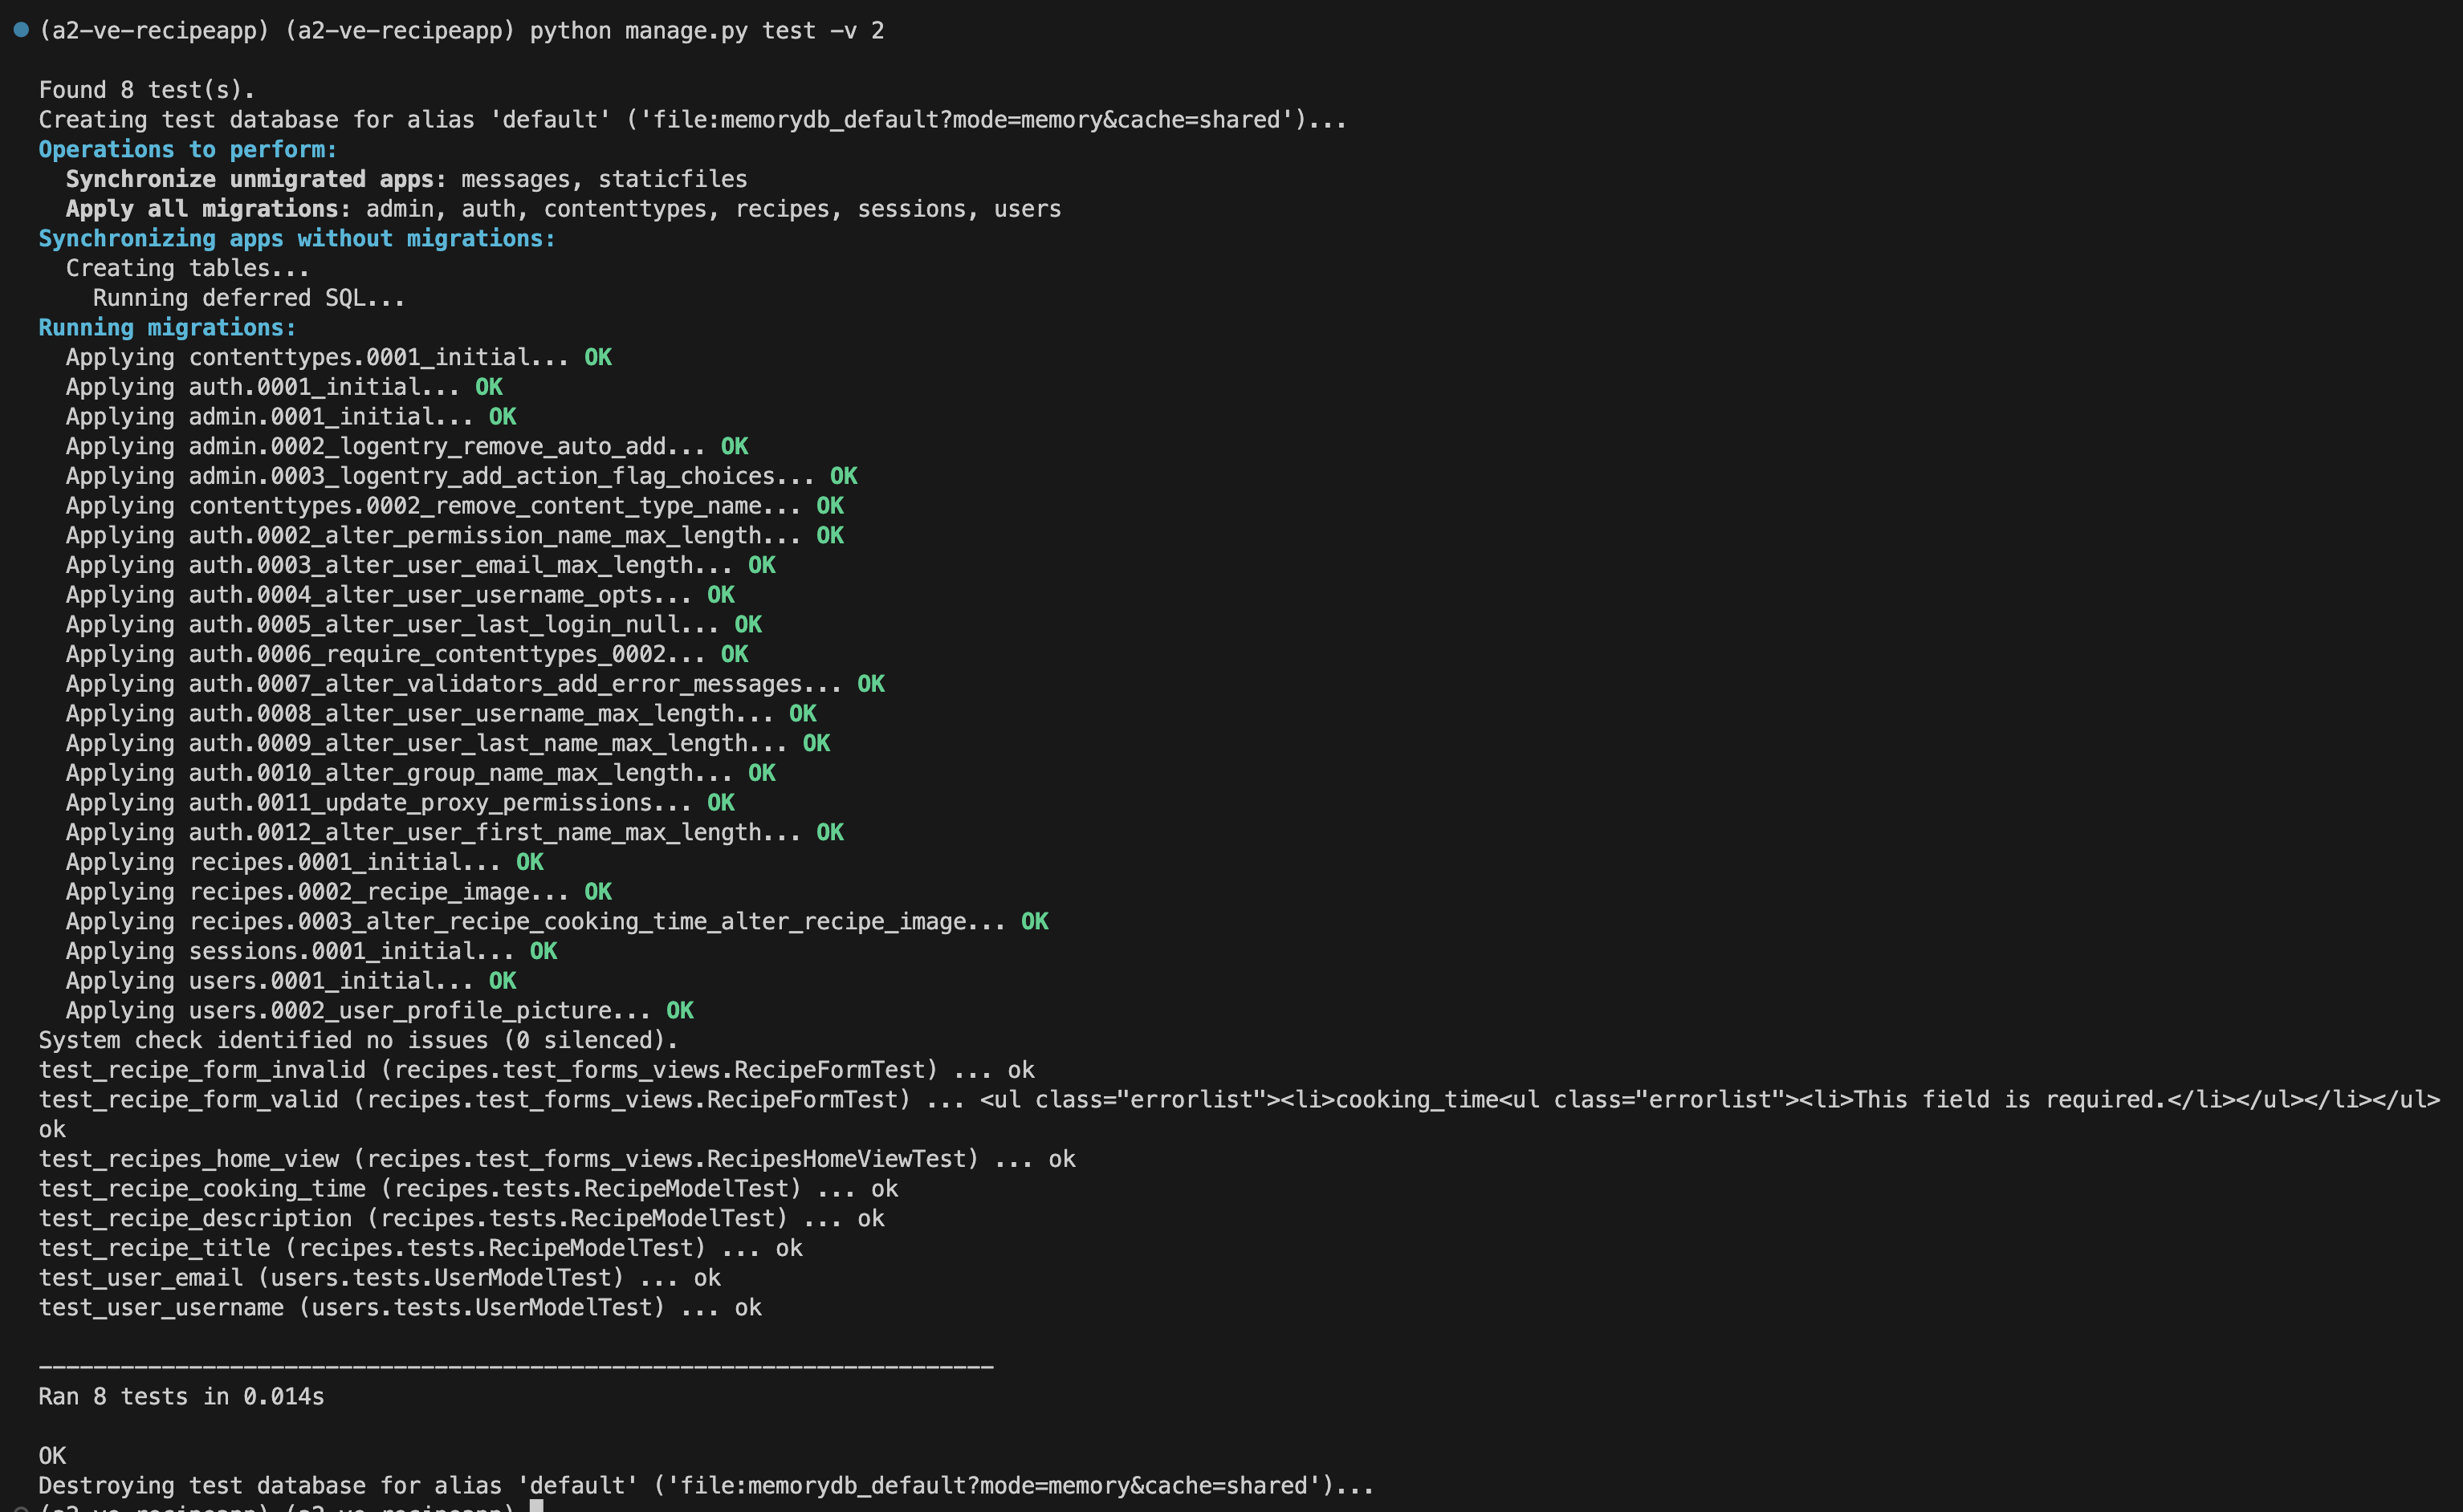 (a2-ve-recipeapp) (a2-ve-recipeapp) python manage.py test -v 2
Found 8 test(s).
Creating test database for alias 'default' ('file:memorydb_default?mode=memory&cache=shared')...
Operations to perform:
  Synchronize unmigrated apps: messages, staticfiles
  Apply all migrations: admin, auth, contenttypes, recipes, sessions, users
Synchronizing apps without migrations:
  Creating tables...
    Running deferred SQL...
Running migrations:
  Applying contenttypes.0001_initial... OK
  Applying auth.0001_initial... OK
  Applying admin.0001_initial... OK
  Applying admin.0002_logentry_remove_auto_add... OK
  Applying admin.0003_logentry_add_action_flag_choices... OK
  Applying contenttypes.0002_remove_content_type_name... OK
  Applying auth.0002_alter_permission_name_max_length... OK
  Applying auth.0003_alter_user_email_max_length... OK
  Applying auth.0004_alter_user_username_opts... OK
  Applying auth.0005_alter_user_last_login_null... OK
  Applying auth.0006_require_contenttypes_0002... OK
  Applying auth.0007_alter_validators_add_error_messages... OK
  Applying auth.0008_alter_user_username_max_length... OK
  Applying auth.0009_alter_user_last_name_max_length... OK
  Applying auth.0010_alter_group_name_max_length... OK
  Applying auth.0011_update_proxy_permissions... OK
  Applying auth.0012_alter_user_first_name_max_length... OK
  Applying recipes.0001_initial... OK
  Applying recipes.0002_recipe_image... OK
  Applying recipes.0003_alter_recipe_cooking_time_alter_recipe_image... OK
  Applying sessions.0001_initial... OK
  Applying users.0001_initial... OK
  Applying users.0002_user_profile_picture... OK
System check identified no issues (0 silenced).
test_recipe_form_invalid (recipes.test_forms_views.RecipeFormTest) ... ok
test_recipe_form_valid (recipes.test_forms_views.RecipeFormTest) ... <ul class="errorlist"><li>cooking_time<ul class="errorlist"><li>This field is required.</li></ul></li></ul>
ok
test_recipes_home_view (recipes.test_forms_views.RecipesHomeViewTest) ... ok
test_recipe_cooking_time (recipes.tests.RecipeModelTest) ... ok
test_recipe_description (recipes.tests.RecipeModelTest) ... ok
test_recipe_title (recipes.tests.RecipeModelTest) ... ok
test_user_email (users.tests.UserModelTest) ... ok
test_user_username (users.tests.UserModelTest) ... ok
----------------------------------------------------------------------
Ran 8 tests in 0.014s
OK
Destroying test database for alias 'default' ('file:memorydb_default?mode=memory&cache=shared')...
(a2-ve-recipeapp) (a2-ve-recipeapp)